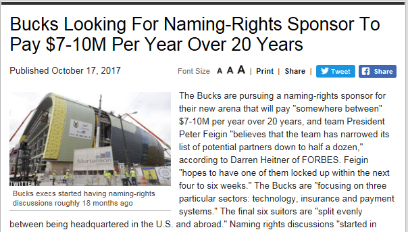 Bucks Looking For Naming-Rights Sponsor To
Pay $7-10M Per Year Over 20 Years
Published October 17, 2017
Font Size A A A | Print | Share | Tweet Share
The Bucks are pursuing a naming-rights sponsor for
their new arena that will pay "somewhere between"
$7-10M per year over 20 years, and team President
Peter Feigin "believes that the team has narrowed its
list of potential partners down to half a dozen,"
according to Darren Heitner of FORBES. Feigin
"hopes to have one of them locked up within the next
four to six weeks." The Bucks are "focusing on three
particular sectors: technology, insurance and payment
systems." The final six suitors are "split evenly
Bucks execs started having naming-rights
discussions roughly 18 months ago
between being headquartered in the U.S. and abroad." Naming rights discussions "started in